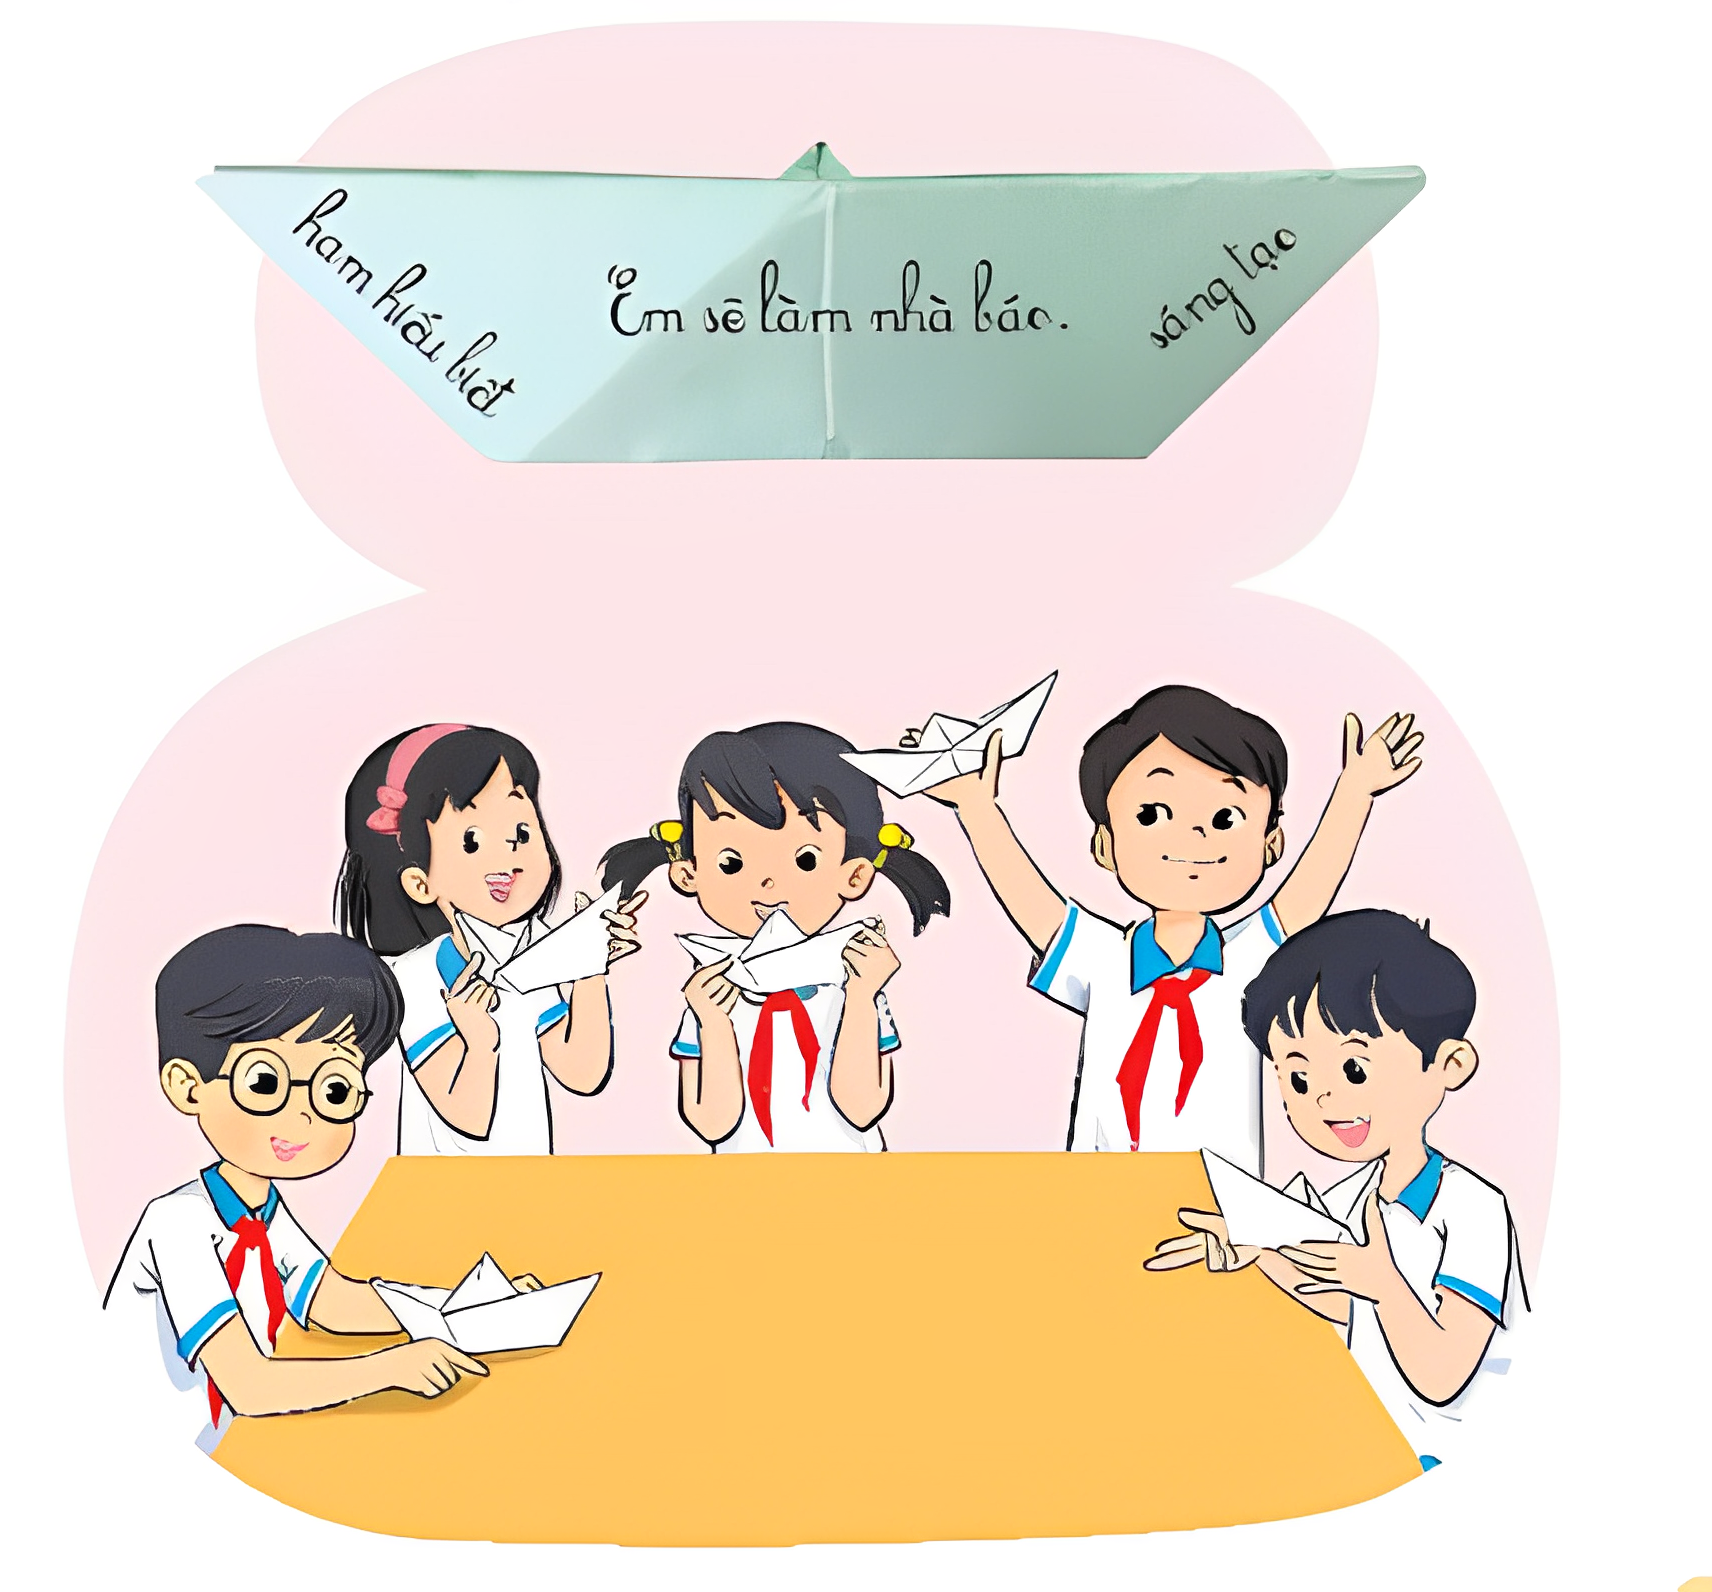 ham hiểu biết
Em sẽ làm nhà báo.
sáng tạo